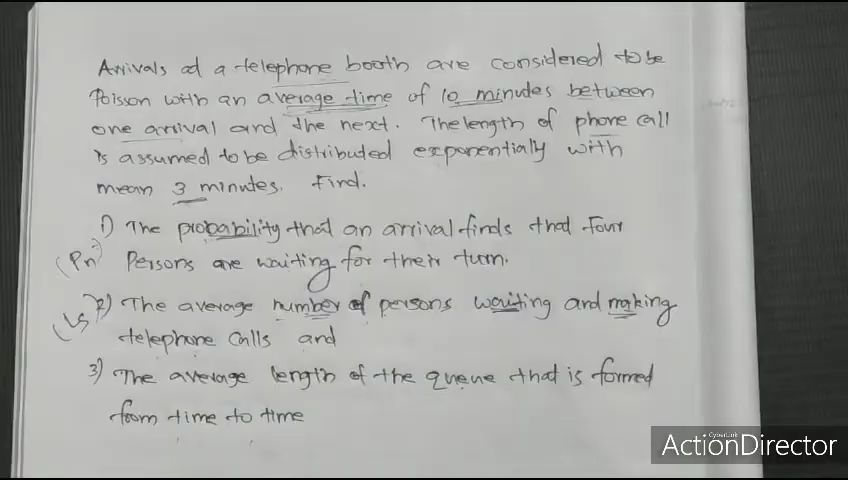 Arrivals at a telephone booth are considered to be
Poisson with an average time of 10 minutes between
one arrival and the next. The length of phone call
is assumed to be distributed exponentially with
mean 3 minutes. Find.
1) The probability that an arrival finds that four
(Pn) Persons are waiting for their turn.
(Ls) 2) The average number of persons waiting and making
telephone calls and
3) The average length of the queue that is formed
from time to time
CyberLink
ActionDirector